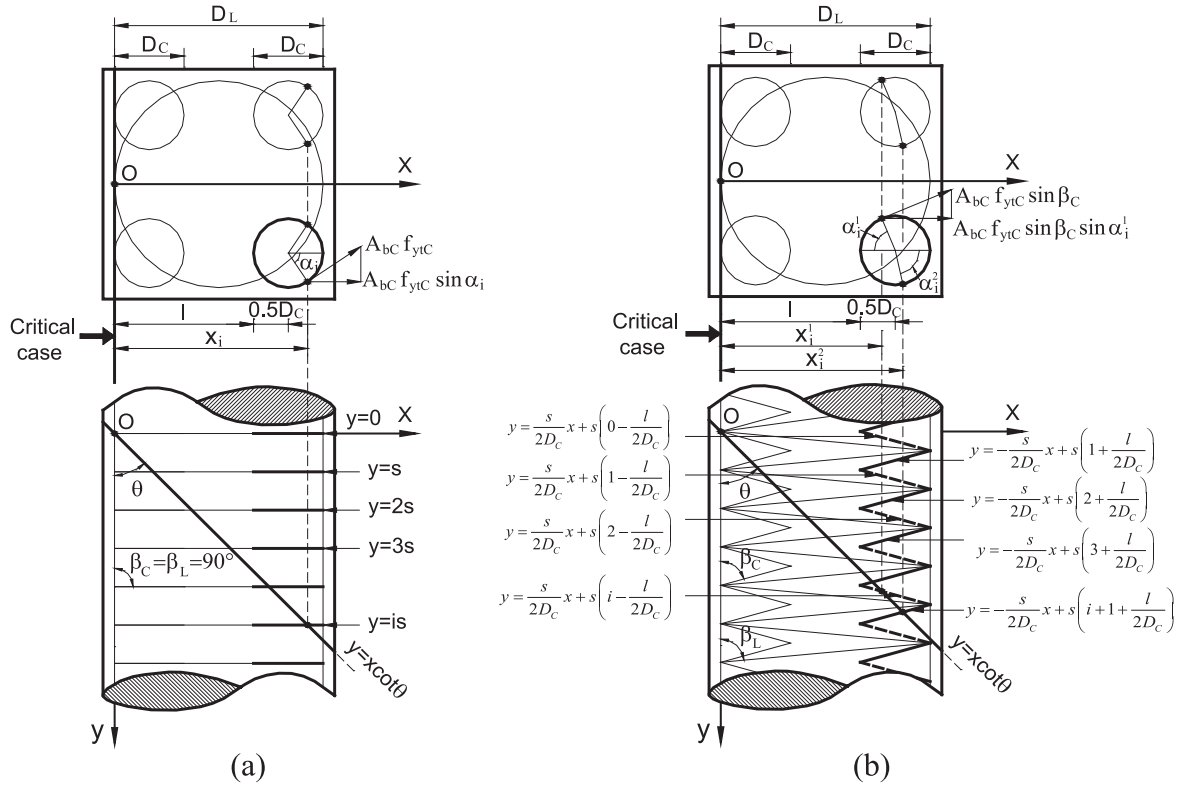 D_L
D_C D_C
O X
α_i
A_bC f_ytC
A_bC f_ytC sin α_i
l 0.5D_C
Critical case
x_i
O y=0 X
θ
y=s
y=2s
y=3s
β_C=β_L=90°
y=is
y=xcotθ
y
(a)
D_L
D_C D_C
O X
A_bC f_ytC sin β_C
A_bC f_ytC sin β_C sin α_i^1
α_i^1
α_i^2
l 0.5D_C
Critical case
x_i^1
x_i^2
O X
θ
y = s/2D_C x + s(0 − l/2D_C)
y = s/2D_C x + s(1 − l/2D_C)
y = s/2D_C x + s(2 − l/2D_C)
y = s/2D_C x + s(i − l/2D_C)
y = − s/2D_C x + s(1 + l/2D_C)
y = − s/2D_C x + s(2 + l/2D_C)
y = − s/2D_C x + s(3 + l/2D_C)
y = − s/2D_C x + s(i + 1 + l/2D_C)
β_C
β_L
y=xcotθ
y
(b)